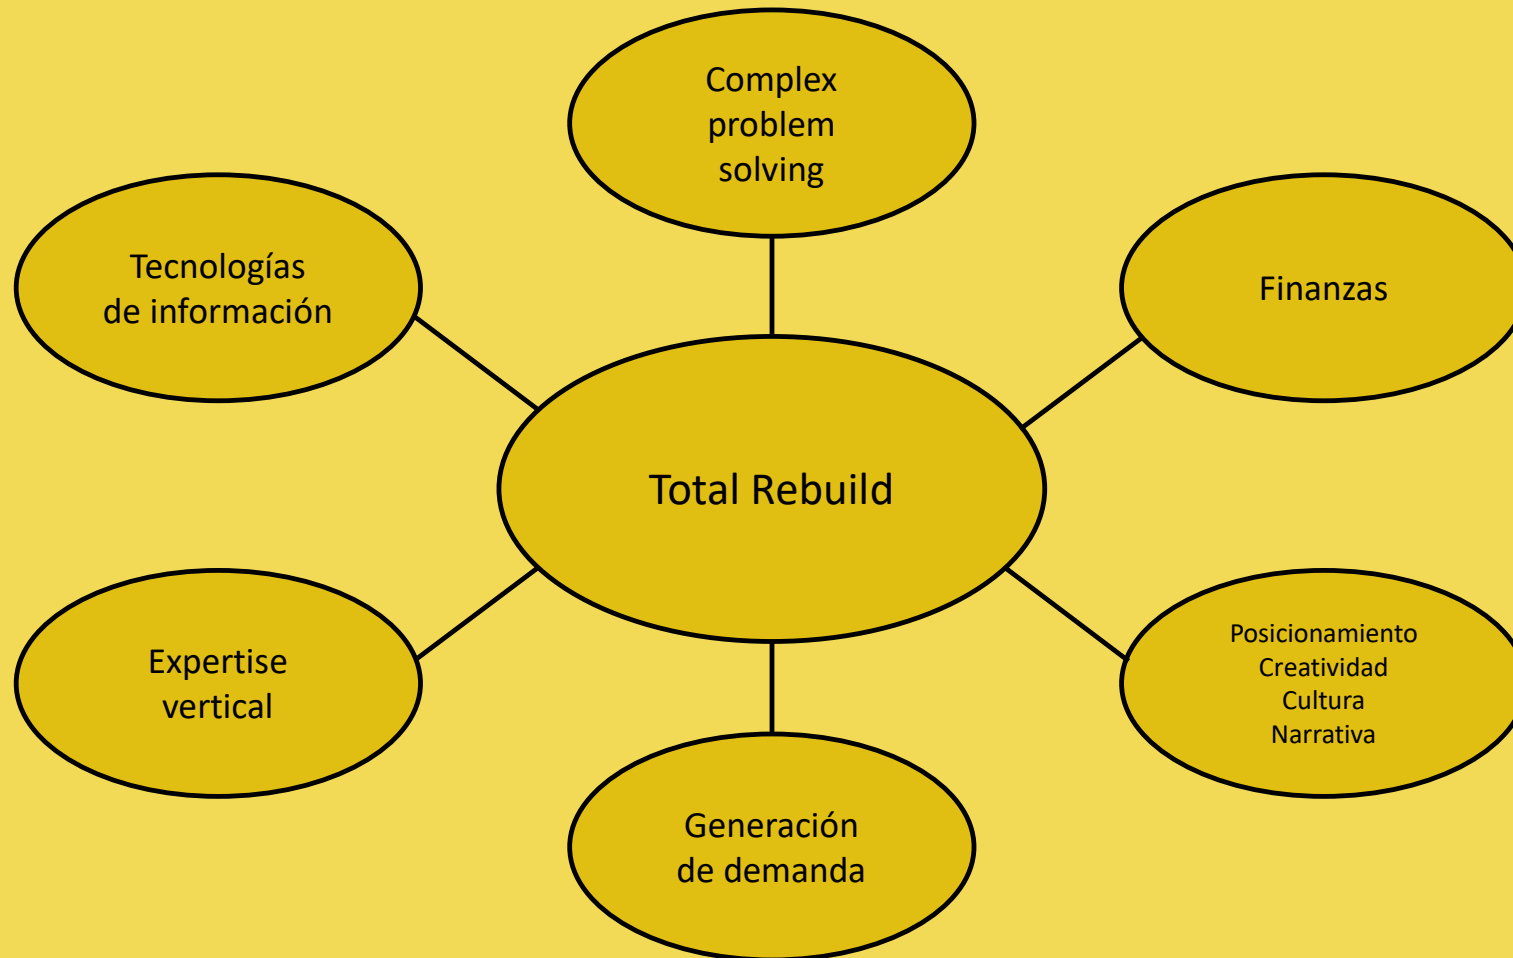 Complex
problem
solving
Tecnologías
de información
Finanzas
Total Rebuild
Expertise
vertical
Posicionamiento
Creatividad
Cultura
Narrativa
Generación
de demanda